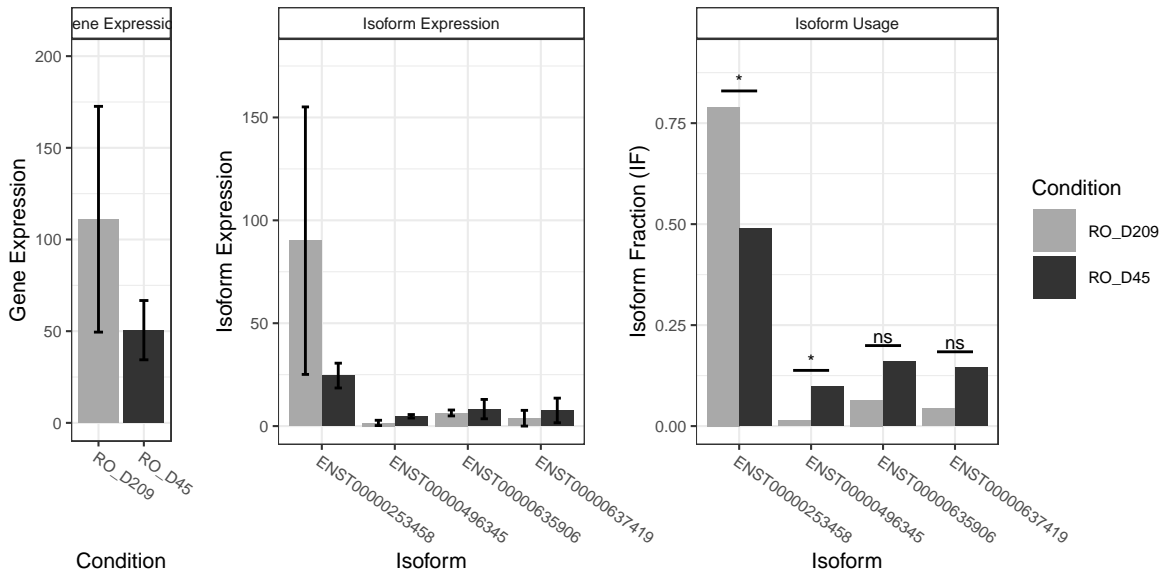 ene Expressio
Gene Expression
200
150
100
50
0
RO_D209
RO_D45
Condition
Isoform Expression
Isoform Expression
150
100
50
0
ENST00000253458
ENST00000496345
ENST00000635906
ENST00000637419
Isoform
Isoform Usage
Isoform Fraction (IF)
0.75
0.50
0.25
0.00
*
*
ns
ns
ENST00000253458
ENST00000496345
ENST00000635906
ENST00000637419
Isoform
Condition
RO_D209
RO_D45